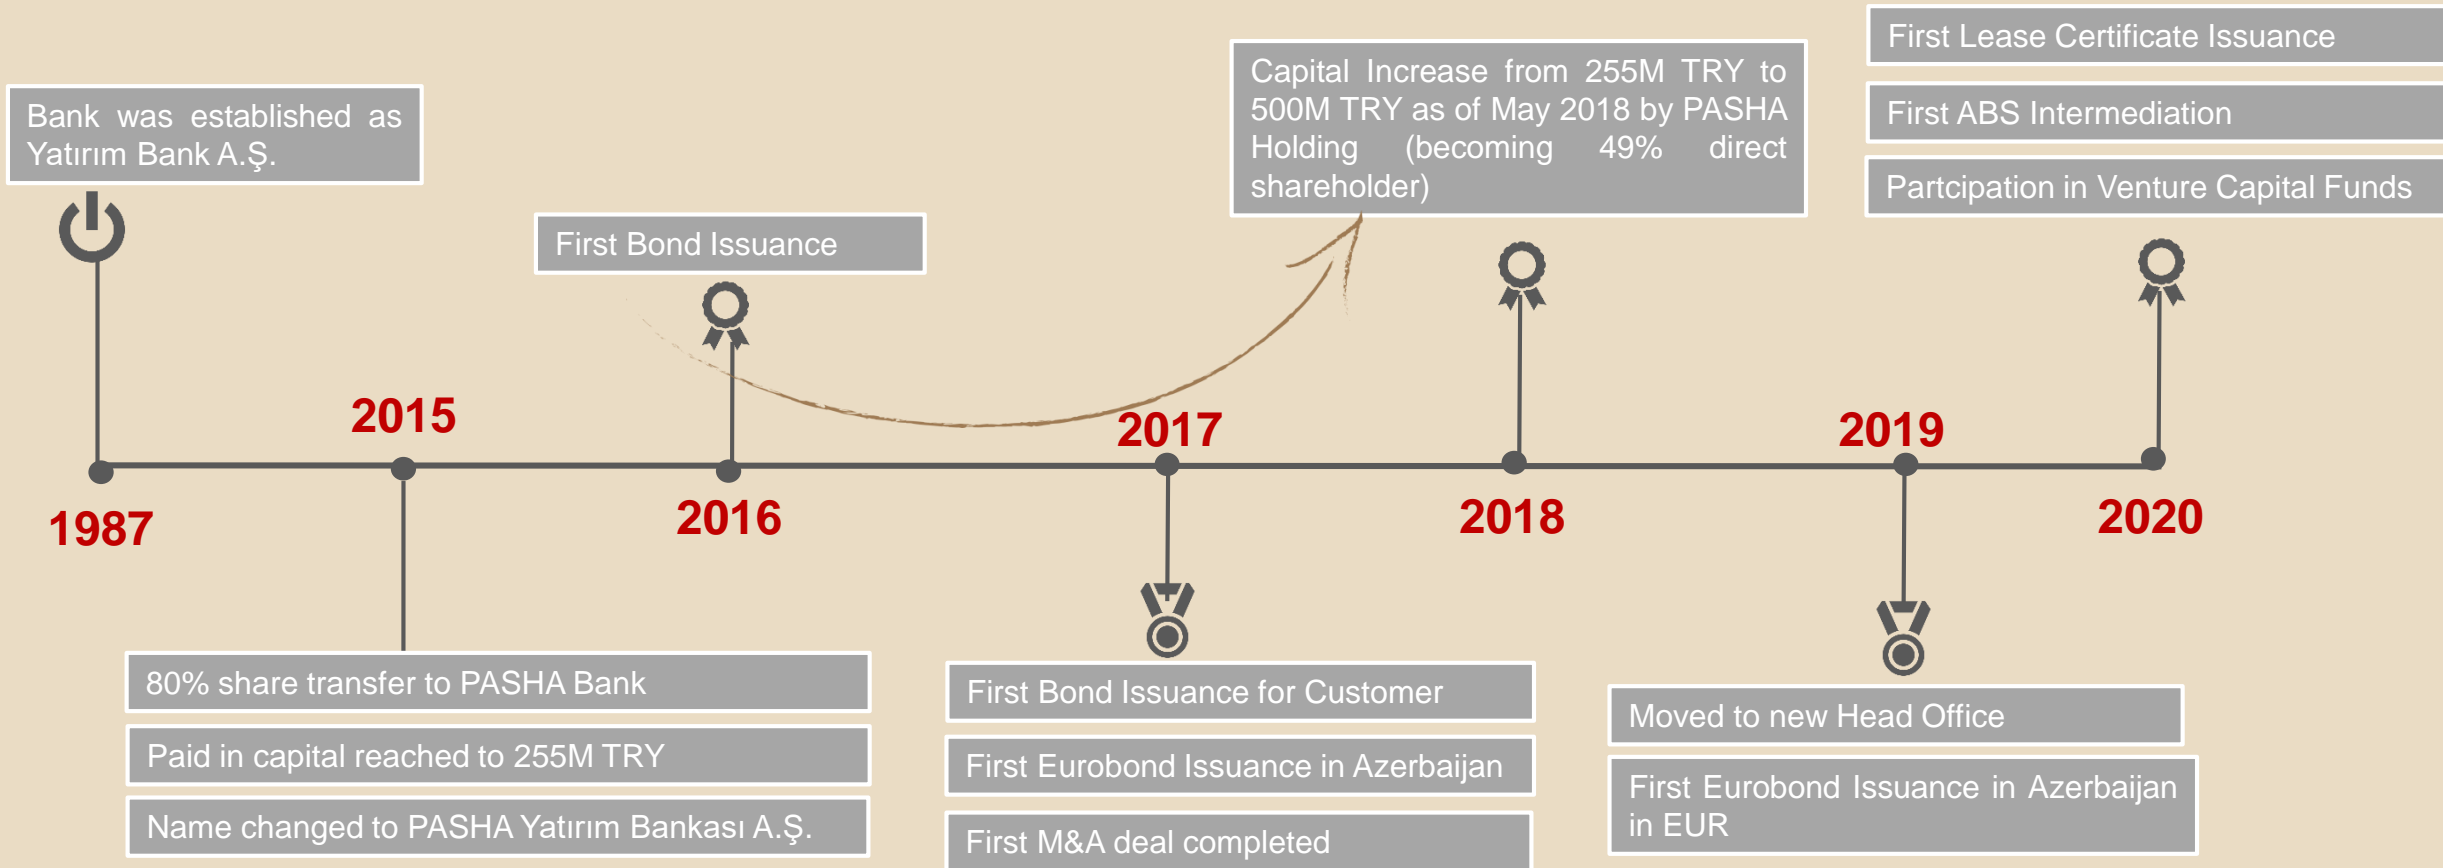 Bank was established as
Yatırım Bank A.Ş.
1987
2015
80% share transfer to PASHA Bank
Paid in capital reached to 255M TRY
Name changed to PASHA Yatırım Bankası A.Ş.
First Bond Issuance
2016
2017
First Bond Issuance for Customer
First Eurobond Issuance in Azerbaijan
First M&A deal completed
Capital Increase from 255M TRY to
500M TRY as of May 2018 by PASHA
Holding (becoming 49% direct
shareholder)
2018
2019
Moved to new Head Office
First Eurobond Issuance in Azerbaijan
in EUR
First Lease Certificate Issuance
First ABS Intermediation
Partcipation in Venture Capital Funds
2020